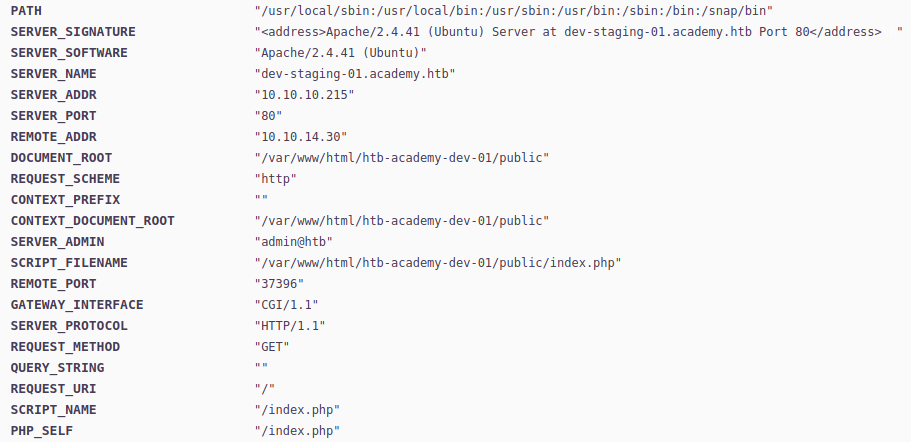 PATH "/usr/local/sbin:/usr/local/bin:/usr/sbin:/usr/bin:/sbin:/bin:/snap/bin"
SERVER_SIGNATURE "<address>Apache/2.4.41 (Ubuntu) Server at dev-staging-01.academy.htb Port 80</address> "
SERVER_SOFTWARE "Apache/2.4.41 (Ubuntu)"
SERVER_NAME "dev-staging-01.academy.htb"
SERVER_ADDR "10.10.10.215"
SERVER_PORT "80"
REMOTE_ADDR "10.10.14.30"
DOCUMENT_ROOT "/var/www/html/htb-academy-dev-01/public"
REQUEST_SCHEME "http"
CONTEXT_PREFIX ""
CONTEXT_DOCUMENT_ROOT "/var/www/html/htb-academy-dev-01/public"
SERVER_ADMIN "admin@htb"
SCRIPT_FILENAME "/var/www/html/htb-academy-dev-01/public/index.php"
REMOTE_PORT "37396"
GATEWAY_INTERFACE "CGI/1.1"
SERVER_PROTOCOL "HTTP/1.1"
REQUEST_METHOD "GET"
QUERY_STRING ""
REQUEST_URI "/"
SCRIPT_NAME "/index.php"
PHP_SELF "/index.php"